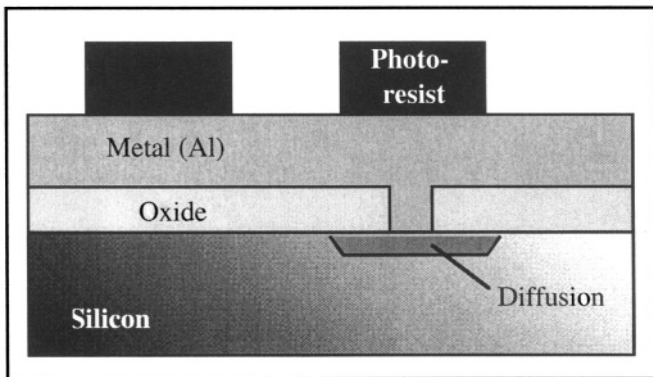 Photo-
resist
Metal (Al)
Oxide
Diffusion
Silicon